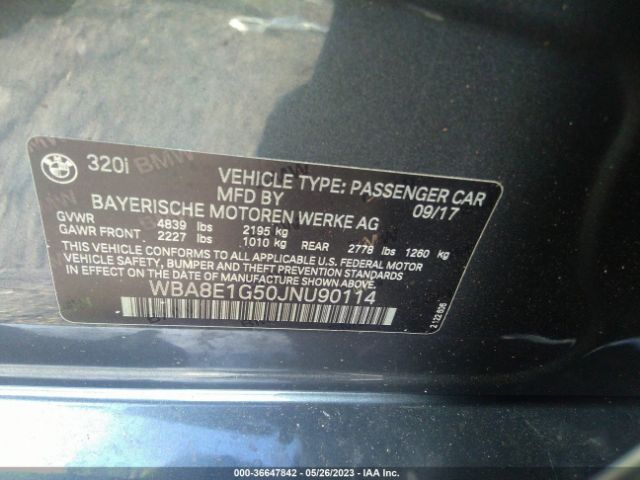 320i
VEHICLE TYPE: PASSENGER CAR
MFD BY 09/17
BAYERISCHE MOTOREN WERKE AG
GVWR 4839 lbs 2195 kg
GAWR FRONT 2227 lbs 1010 kg REAR 2778 lbs 1260 kg
THIS VEHICLE CONFORMS TO ALL APPLICABLE U.S. FEDERAL MOTOR
VEHICLE SAFETY, BUMPER AND THEFT PREVENTION STANDARDS
IN EFFECT ON THE DATE OF MANUFACTURE SHOWN ABOVE.
WBA8E1G50JNU90114
2 122 636
000-36647842 — 05/26/2023 — IAA Inc.